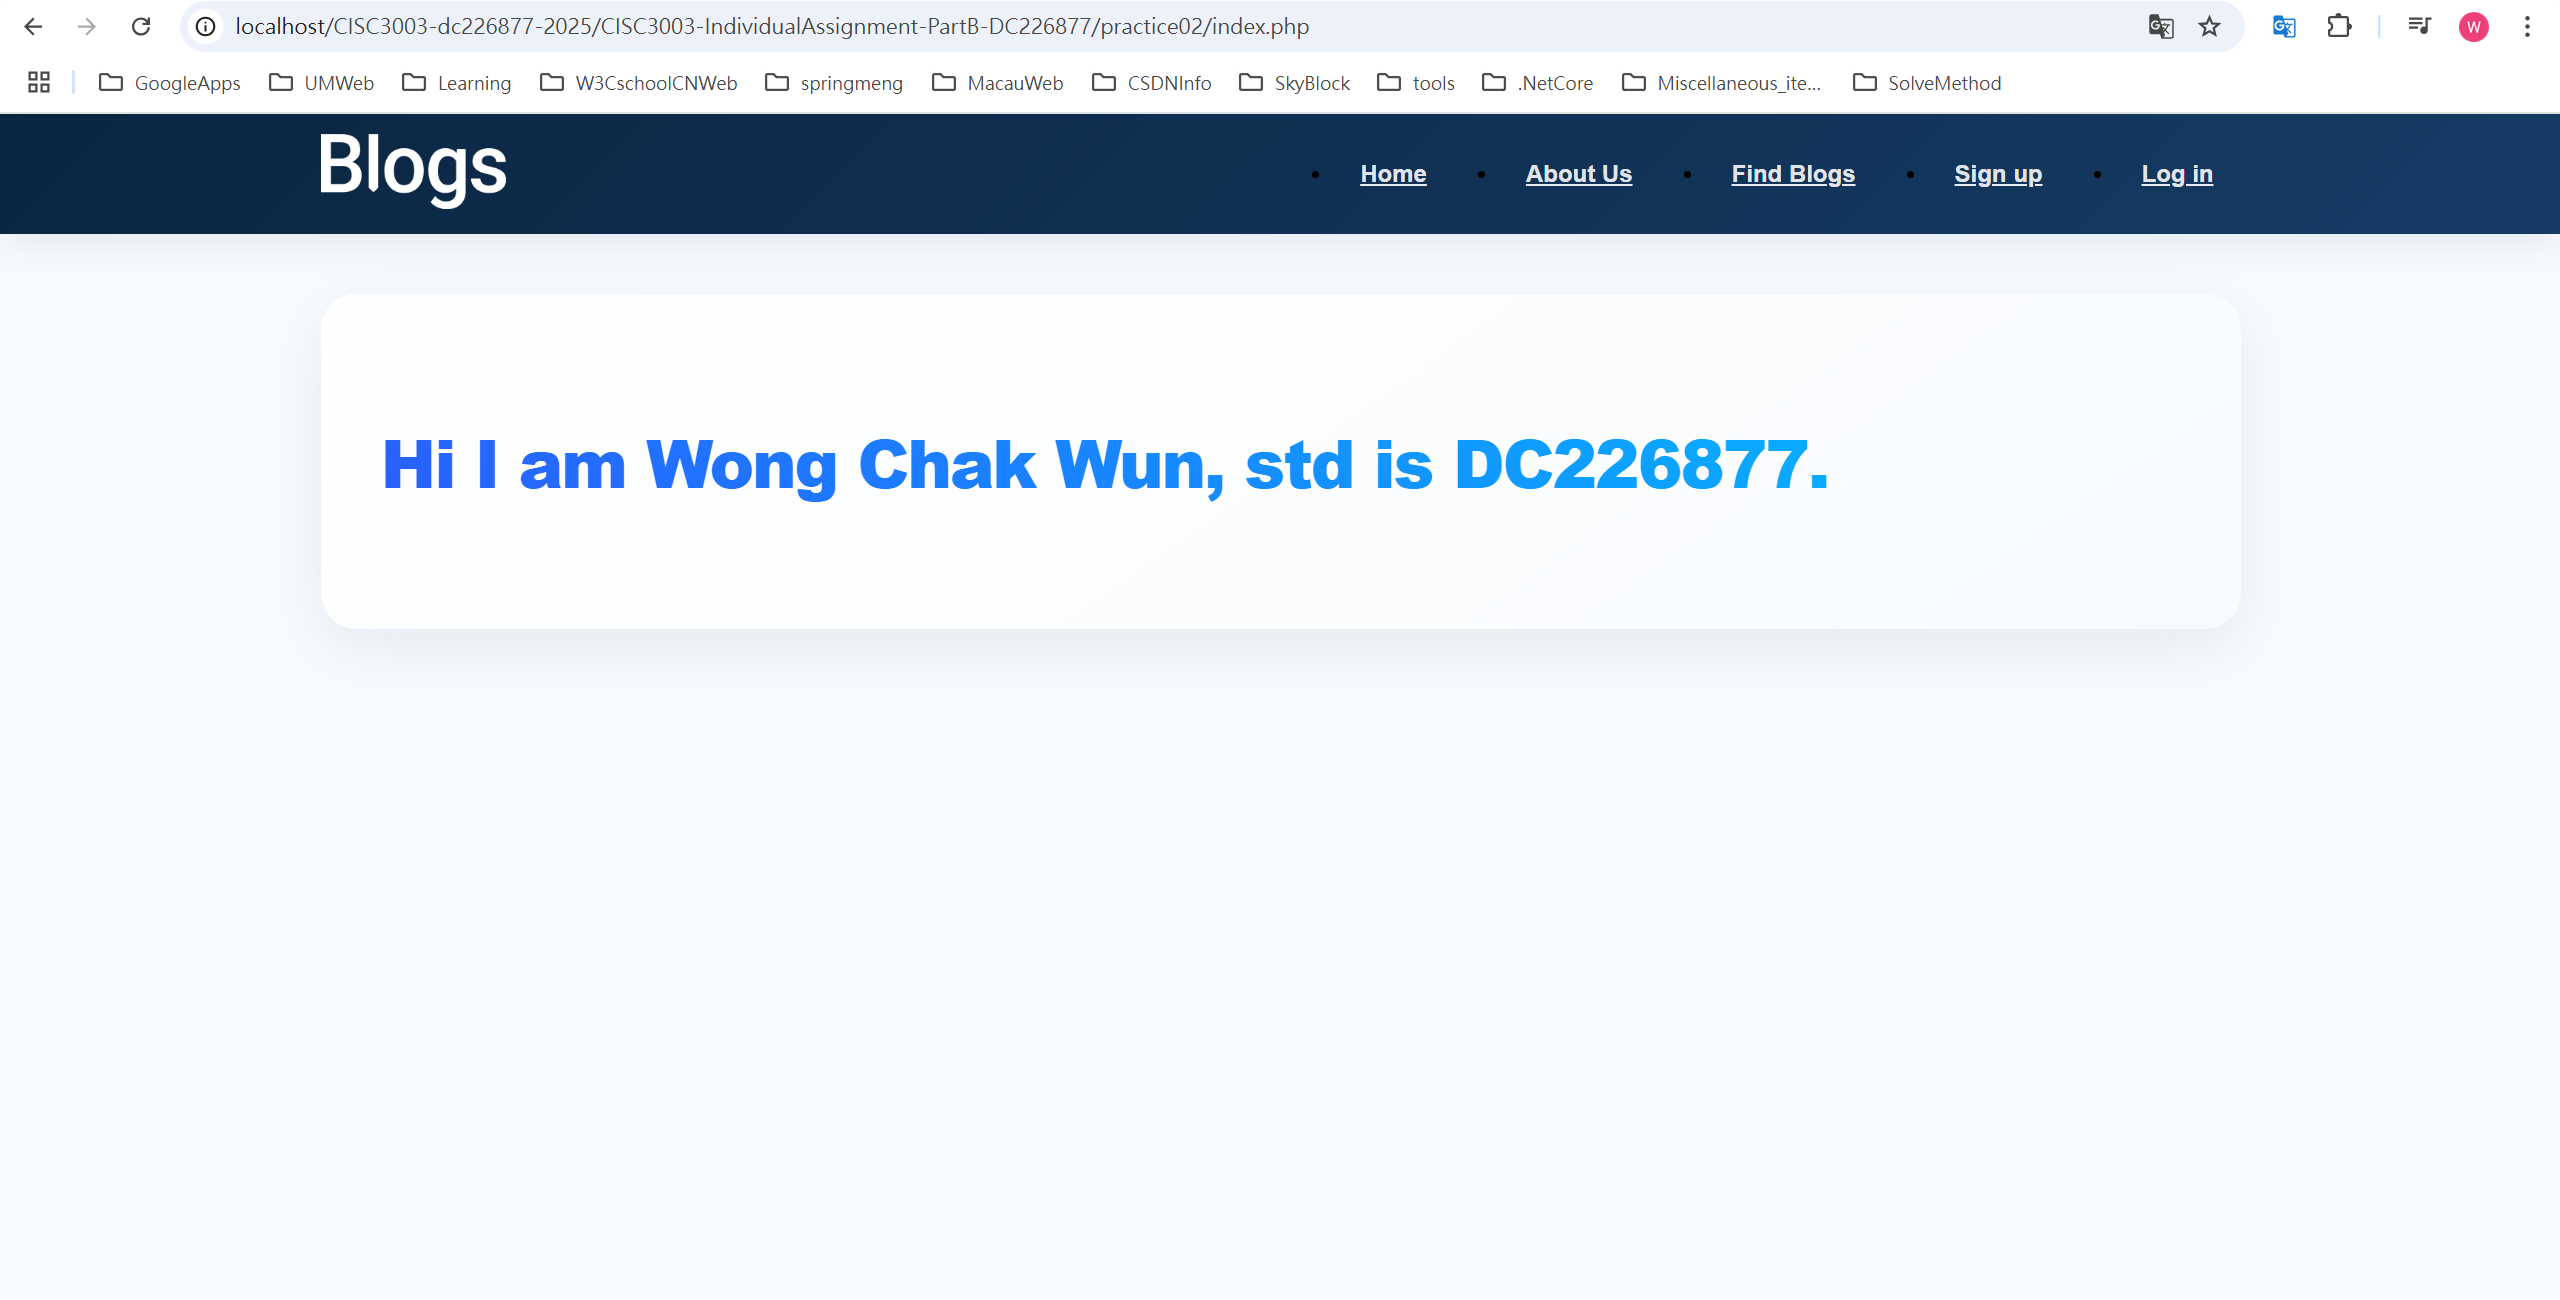 localhost/CISC3003-dc226877-2025/CISC3003-IndividualAssignment-PartB-DC226877/practice02/index.php
W
GoogleApps UMWeb Learning W3CschoolCNWeb springmeng MacauWeb CSDNInfo SkyBlock tools .NetCore Miscellaneous_ite... SolveMethod
Blogs Home About Us Find Blogs Sign up Log in
Hi I am Wong Chak Wun, std is DC226877.